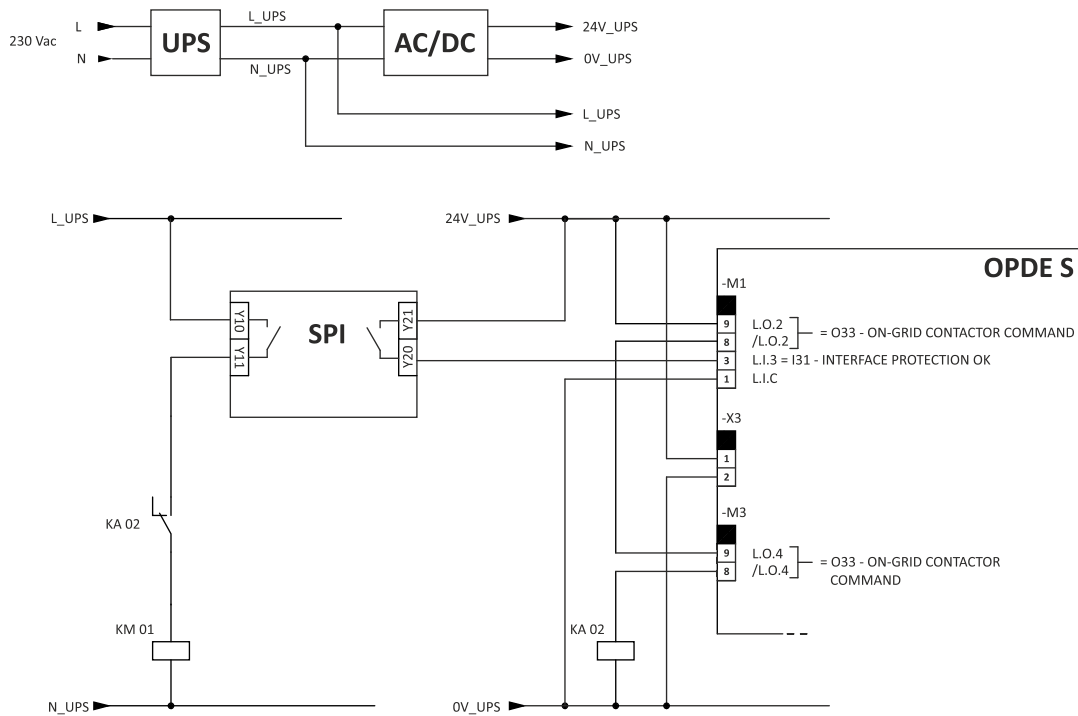 L
230 Vac
N
UPS
L_UPS
N_UPS
AC/DC
24V_UPS
0V_UPS
L_UPS
N_UPS
L_UPS
24V_UPS
OPDE S
-M1
Y10
Y11
SPI
Y21
Y20
9 L.O.2
8 /L.O.2
= O33 - ON-GRID CONTACTOR COMMAND
3 L.I.3 = I31 - INTERFACE PROTECTION OK
1 L.I.C
-X3
1
2
KA 02
-M3
9 L.O.4
8 /L.O.4
= O33 - ON-GRID CONTACTOR
COMMAND
KM 01
KA 02
N_UPS
0V_UPS